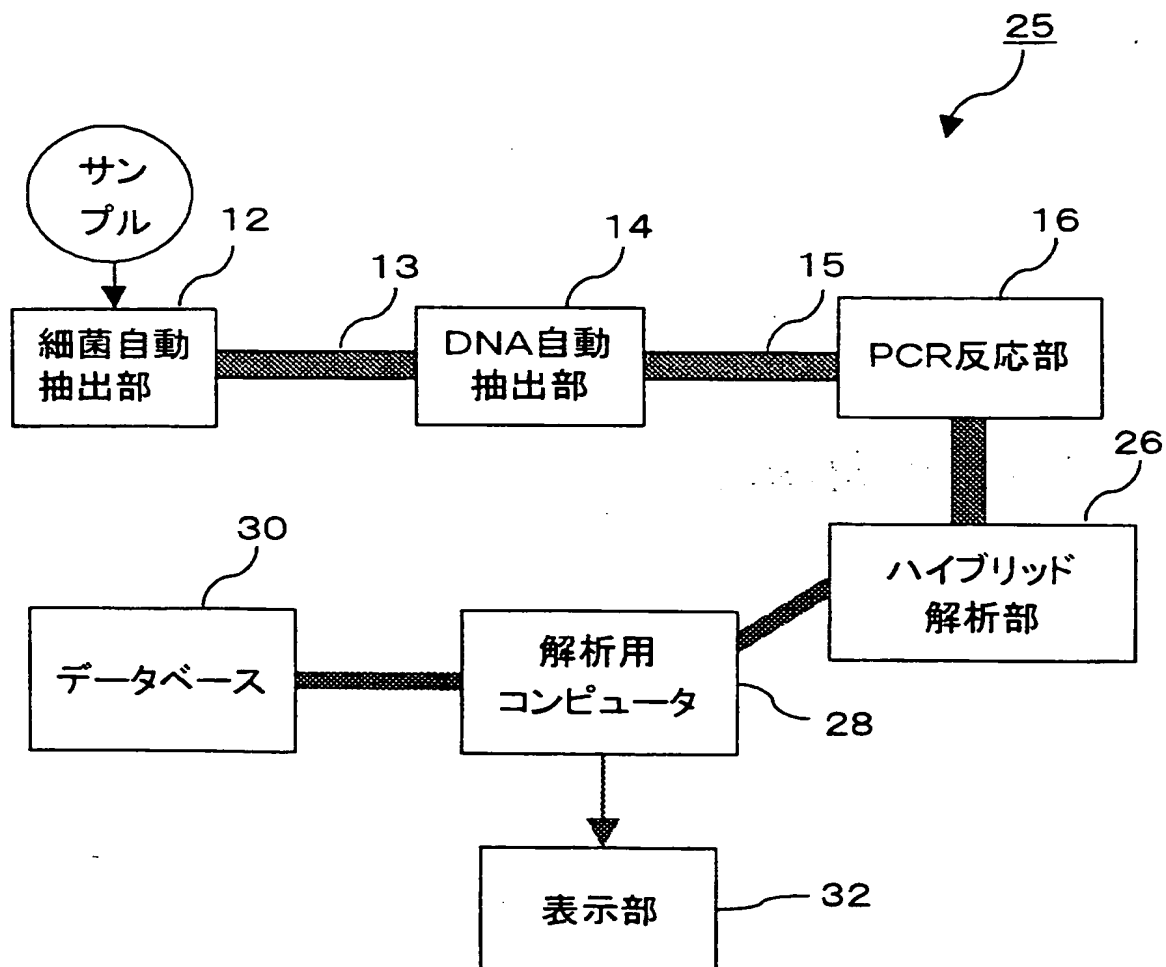 25
サン
プル
12
13
14
15
16
細菌自動
抽出部
DNA自動
抽出部
PCR反応部
26
ハイブリッド
解析部
30
データベース
解析用
コンピュータ
28
表示部
32